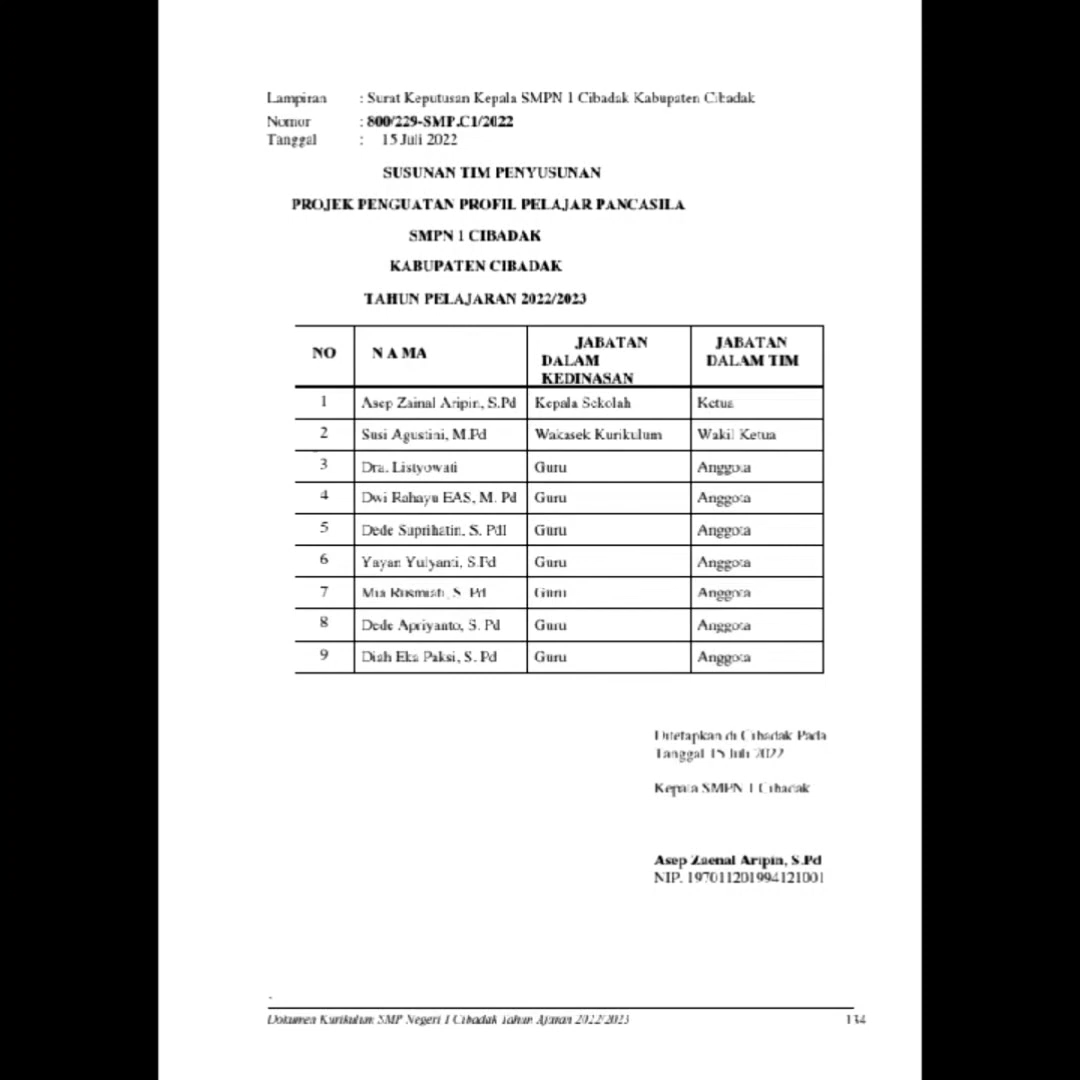 Lampiran : Surat Keputusan Kepala SMPN 1 Cibadak Kabupaten Cibadak
Nomor : 800/229-SMP.C1/2022
Tanggal : 15 Juli 2022
SUSUNAN TIM PENYUSUNAN
PROJEK PENGUATAN PROFIL PELAJAR PANCASILA
SMPN 1 CIBADAK
KABUPATEN CIBADAK
TAHUN PELAJARAN 2022/2023
NO N A M A JABATAN DALAM KEDINASAN JABATAN DALAM TIM
1 Asep Zainal Aripin, S.Pd Kepala Sekolah Ketua
2 Susi Agustini, M.Pd Wakasek Kurikulum Wakil Ketua
3 Dra. Listyowati Guru Anggota
4 Dwi Rahayu EAS, M. Pd Guru Anggota
5 Dede Suprihatin, S. PdI Guru Anggota
6 Yayan Yulyanti, S.Pd Guru Anggota
7 Mia Rusmiati, S. Pd Guru Anggota
8 Dede Apriyanto, S. Pd Guru Anggota
9 Diah Eka Paksi, S. Pd Guru Anggota
Ditetapkan di Cibadak Pada
Tanggal 15 Juli 2022
Kepala SMPN 1 Cibadak
Asep Zaenal Aripin, S.Pd
NIP. 197011201994121001
Dokumen Kurikulum SMP Negeri 1 Cibadak Tahun Ajaran 2022/2023 134